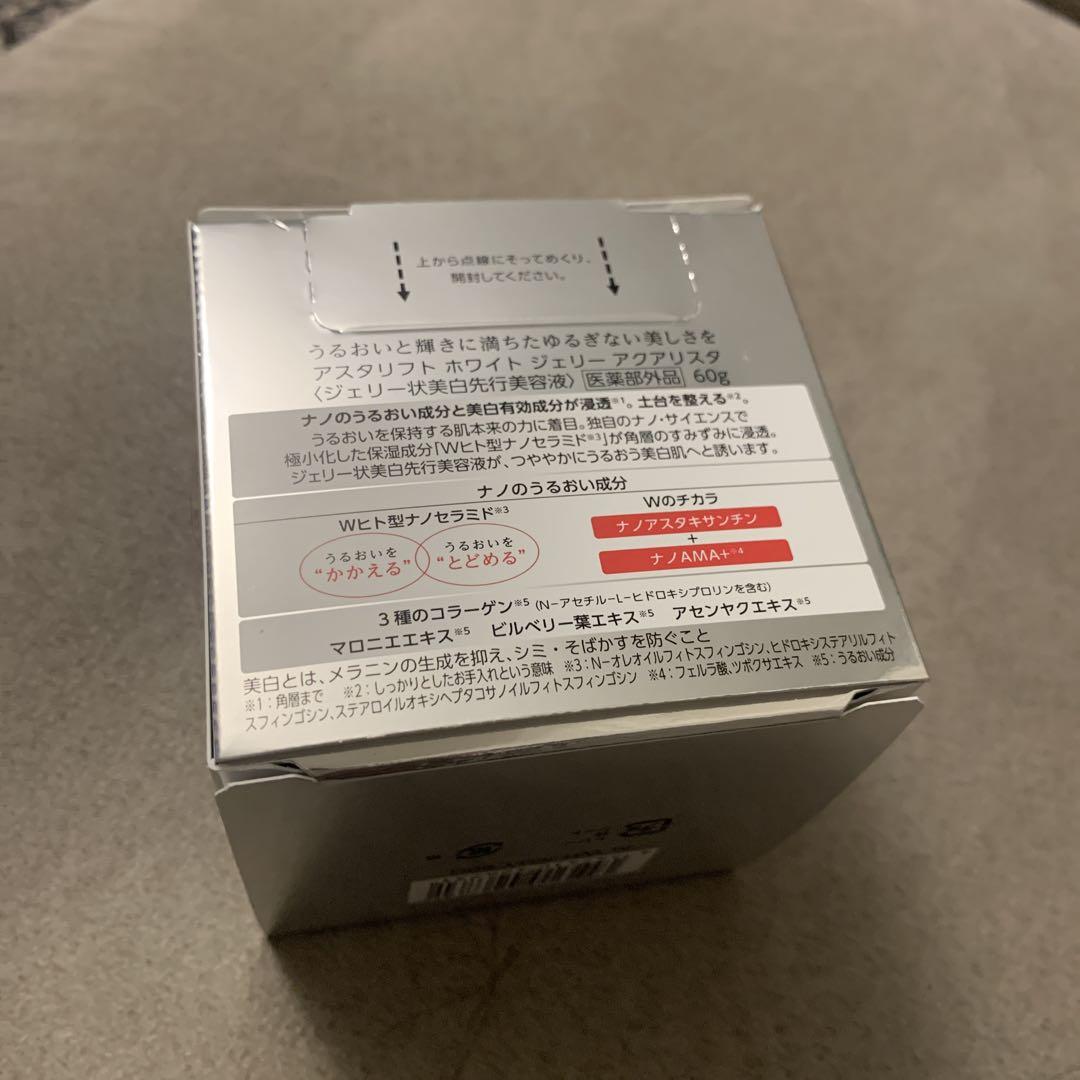 上から点線にそってめくり、
開封してください。
うるおいと輝きに満ちたゆるぎない美しさを
アスタリフト ホワイト ジェリー アクアリスタ
〈ジェリー状美白先行美容液〉 医薬部外品 60g
ナノのうるおい成分と美白有効成分が浸透※1。土台を整える※2。
うるおいを保持する肌本来の力に着目。独自のナノ・サイエンスで
極小化した保湿成分「Wヒト型ナノセラミド※3」が角層のすみずみに浸透。
ジェリー状美白先行美容液が、つややかにうるおう美白肌へと誘います。
ナノのうるおい成分
Wヒト型ナノセラミド※3
うるおいを
“かかえる”
うるおいを
“とどめる”
Wのチカラ
ナノアスタキサンチン
+
ナノAMA+※4
3種のコラーゲン※5 (N-アセチル-L-ヒドロキシプロリンを含む)
マロニエエキス※5 ビルベリー葉エキス※5 アセンヤクエキス※5
美白とは、メラニンの生成を抑え、シミ・そばかすを防ぐこと
※1:角層まで ※2:しっかりとしたお手入れという意味 ※3:N-オレオイルフィトスフィンゴシン、ヒドロキシステアリルフィト
スフィンゴシン、ステアロイルオキシヘプタコサノイルフィトスフィンゴシン ※4:フェルラ酸、ツボクサエキス ※5:うるおい成分